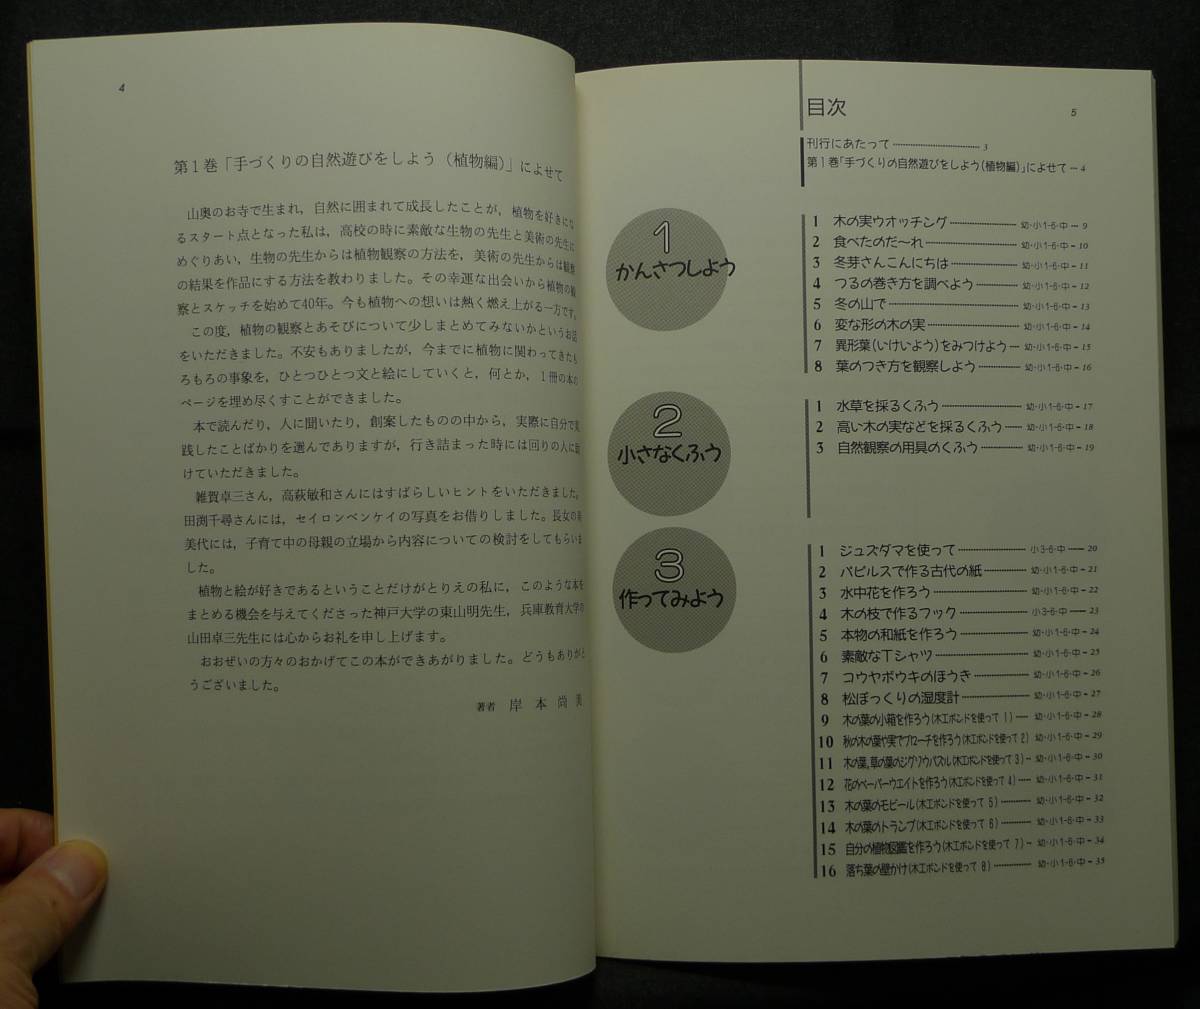 4
第1巻「手づくりの自然遊びをしよう（植物編）」によせて
山奥のお寺で生まれ，自然に囲まれて成長したことが，植物を好きにな
るスタート点となった私は，高校の時に素敵な生物の先生と美術の先生に
めぐりあい，生物の先生からは植物観察の方法を，美術の先生からは観察
の結果を作品にする方法を教わりました。その幸運な出会いから植物の観
察とスケッチを始めて40年。今も植物への想いは熱く燃え上がる一方です。
この度，植物の観察とあそびについて少しまとめてみないかというお話
をいただきました。不安もありましたが，今までに植物に関わってきたも
ろもろの事象を，ひとつひとつ文と絵にしていくと，何とか，1冊の本の
ページを埋め尽くすことができました。
本で読んだり，人に聞いたり，創案したものの中から，実際に自分で実
践したことばかりを選んでありますが，行き詰まった時には回りの人に助
けていただきました。
雑賀卓三さん，高萩敏和さんにはすばらしいヒントをいただきました。
田渕千尋さんには，セイロンベンケイの写真をお借りしました。長女の
美代には，子育て中の母親の立場から内容についての検討をしてもらいま
した。
植物と絵が好きであるということだけがとりえの私に，このような本を
まとめる機会を与えてくださった神戸大学の東山明先生，兵庫教育大学の
山田卓三先生には心からお礼を申し上げます。
おおぜいの方々のおかげてこの本ができあがりました。どうもありがと
うございました。
著者 岸本尚美
目次
5
刊行にあたって 3
第1巻「手づくりの自然遊びをしよう(植物編)」によせて 4
1
かんさつしよう
1 木の実ウオッチング 幼・小1-6・中 9
2 食べたのだ〜れ 幼・小1-6・中 10
3 冬芽さんこんにちは 幼・小1-6・中 11
4 つるの巻き方を調べよう 幼・小1-6・中 12
5 冬の山で 幼・小1-6・中 13
6 変な形の木の実 幼・小1-6・中 14
7 異形葉(いけいよう)をみつけよう 幼・小1-6・中 15
8 葉のつき方を観察しよう 幼・小1-6・中 16
2
小さなくふう
1 水草を採るくふう 幼・小1-6・中 17
2 高い木の実などを採るくふう 幼・小1-6・中 18
3 自然観察の用具のくふう 幼・小1-6・中 19
3
作ってみよう
1 ジュズダマを使って 小3-6・中 20
2 パピルスで作る古代の紙 幼・小1-6・中 21
3 水中花を作ろう 幼・小1-6・中 22
4 木の枝で作るフック 小3-6・中 23
5 本物の和紙を作ろう 幼・小1-6・中 24
6 素敵なTシャツ 幼・小1-6・中 25
7 コウヤボウキのほうき 幼・小1-6・中 26
8 松ぼっくりの湿度計 幼・小1-6・中 27
9 木の葉の小箱を作ろう(木工ボンドを使って 1) 幼・小1-6・中 28
10 秋の木の葉や実でブローチを作ろう(木工ボンドを使って 2) 幼・小1-6・中 29
11 木の葉，草の葉のジグソウパズル(木工ボンドを使って 3) 幼・小1-6・中 30
12 花のペーパーウエイトを作ろう(木工ボンドを使って 4) 幼・小1-6・中 31
13 木の葉のモビール(木工ボンドを使って 5) 幼・小1-6・中 32
14 木の葉のトランプ(木工ボンドを使って 6) 幼・小1-6・中 33
15 自分の植物図鑑を作ろう(木工ボンドを使って 7) 幼・小1-6・中 34
16 落ち葉の壁かけ(木工ボンドを使って 8) 幼・小1-6・中 35